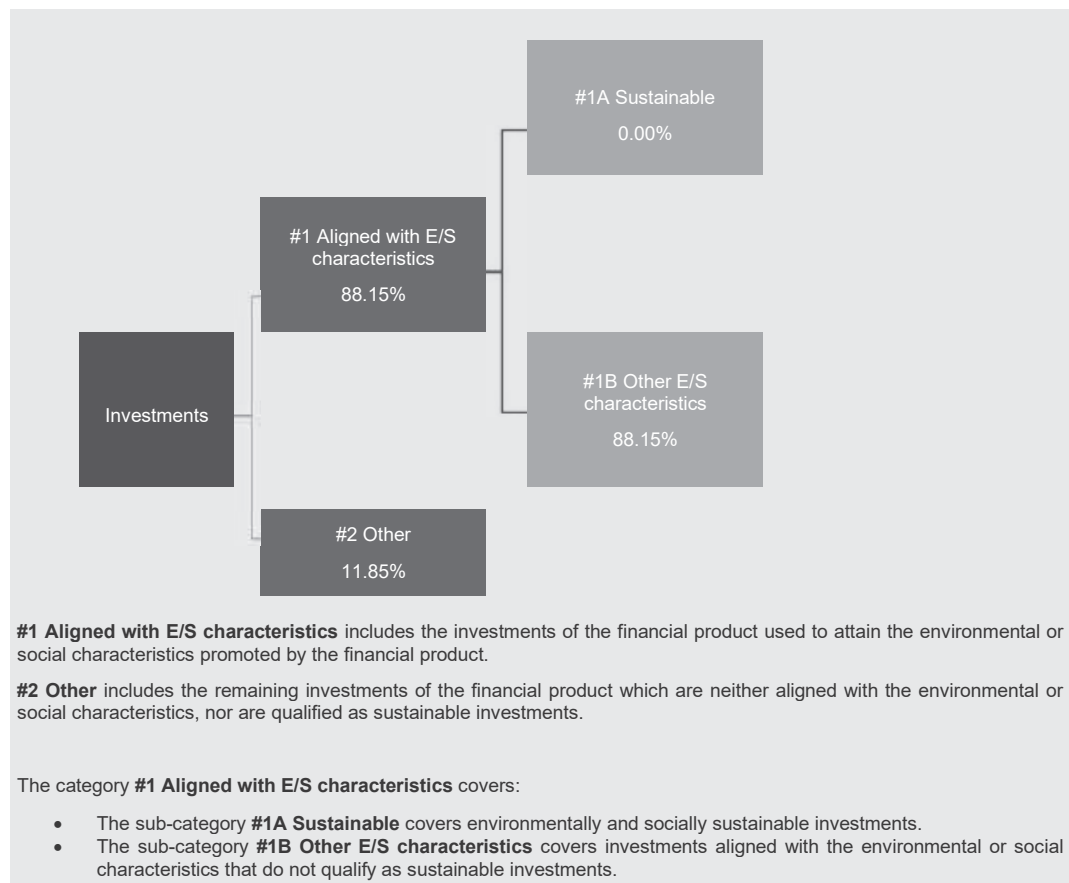 #1A Sustainable
0.00%
#1 Aligned with E/S
characteristics
88.15%
#1B Other E/S
characteristics
88.15%
Investments
#2 Other
11.85%
#1 Aligned with E/S characteristics includes the investments of the financial product used to attain the environmental or
social characteristics promoted by the financial product.
#2 Other includes the remaining investments of the financial product which are neither aligned with the environmental or
social characteristics, nor are qualified as sustainable investments.
The category #1 Aligned with E/S characteristics covers:
• The sub-category #1A Sustainable covers environmentally and socially sustainable investments.
• The sub-category #1B Other E/S characteristics covers investments aligned with the environmental or social
characteristics that do not qualify as sustainable investments.